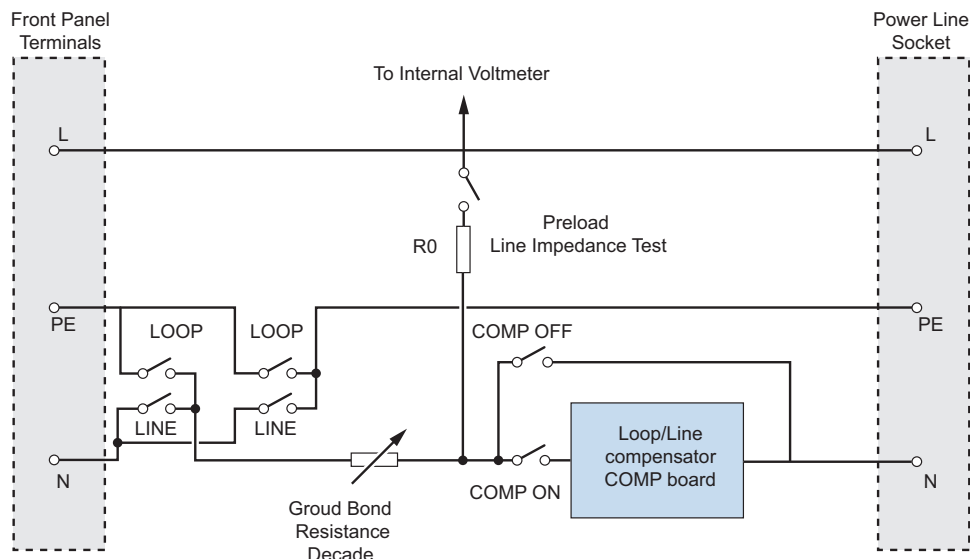 Front Panel
Terminals
Power Line
Socket
To Internal Voltmeter
L
L
Preload
R0
Line Impedance Test
PE
LOOP
LOOP
COMP OFF
PE
LINE
LINE
Loop/Line
compensator
COMP board
N
COMP ON
N
Groud Bond
Resistance
Decade